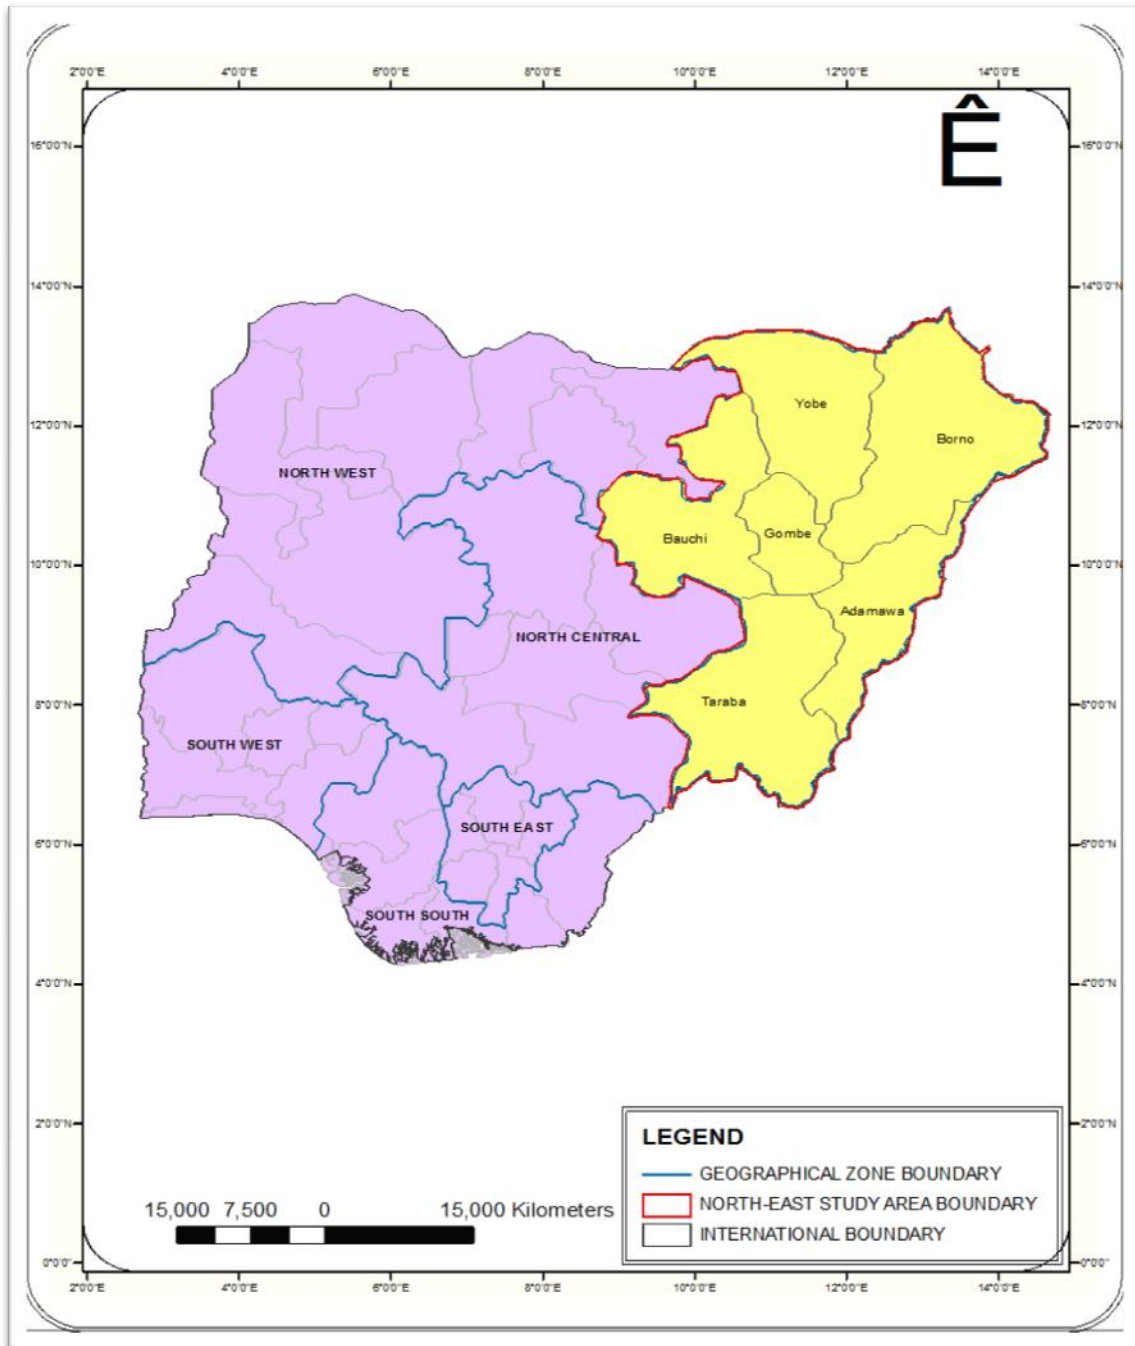 2°0'0"E 4°0'0"E 6°0'0"E 8°0'0"E 10°0'0"E 12°0'0"E 14°0'0"E
Ê
16°0'0"N 16°0'0"N
14°0'0"N 14°0'0"N
Yobe
12°0'0"N 12°0'0"N
Borno
NORTH WEST
Gombe
Bauchi
10°0'0"N 10°0'0"N
Adamawa
NORTH CENTRAL
Taraba
8°0'0"N 8°0'0"N
SOUTH WEST
SOUTH EAST
6°0'0"N 6°0'0"N
SOUTH SOUTH
4°0'0"N 4°0'0"N
2°0'0"N 2°0'0"N
LEGEND
GEOGRAPHICAL ZONE BOUNDARY
NORTH-EAST STUDY AREA BOUNDARY
INTERNATIONAL BOUNDARY
15,000 7,500 0 15,000 Kilometers
0°0'0" 0°0'0"
2°0'0"E 4°0'0"E 6°0'0"E 8°0'0"E 10°0'0"E 12°0'0"E 14°0'0"E